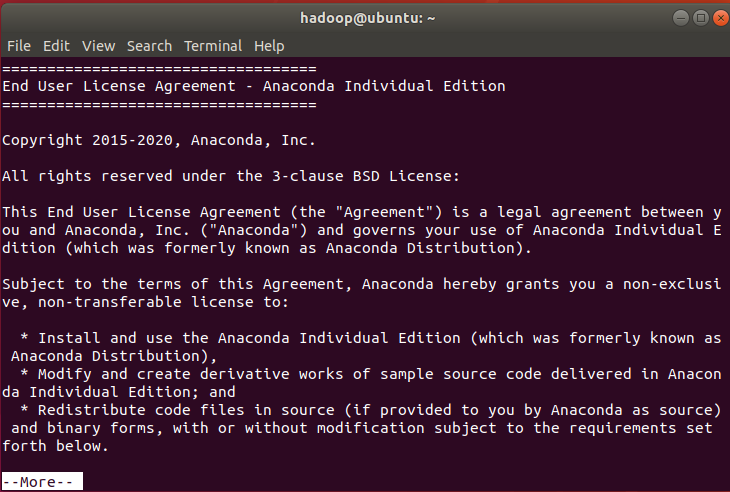 hadoop@ubuntu: ~
File Edit View Search Terminal Help
===================================
End User License Agreement - Anaconda Individual Edition
===================================
Copyright 2015-2020, Anaconda, Inc.
All rights reserved under the 3-clause BSD License:
This End User License Agreement (the "Agreement") is a legal agreement between y
ou and Anaconda, Inc. ("Anaconda") and governs your use of Anaconda Individual E
dition (which was formerly known as Anaconda Distribution).
Subject to the terms of this Agreement, Anaconda hereby grants you a non-exclusi
ve, non-transferable license to:
  * Install and use the Anaconda Individual Edition (which was formerly known as
 Anaconda Distribution),
  * Modify and create derivative works of sample source code delivered in Anacon
da Individual Edition; and
  * Redistribute code files in source (if provided to you by Anaconda as source)
 and binary forms, with or without modification subject to the requirements set
forth below.
--More--